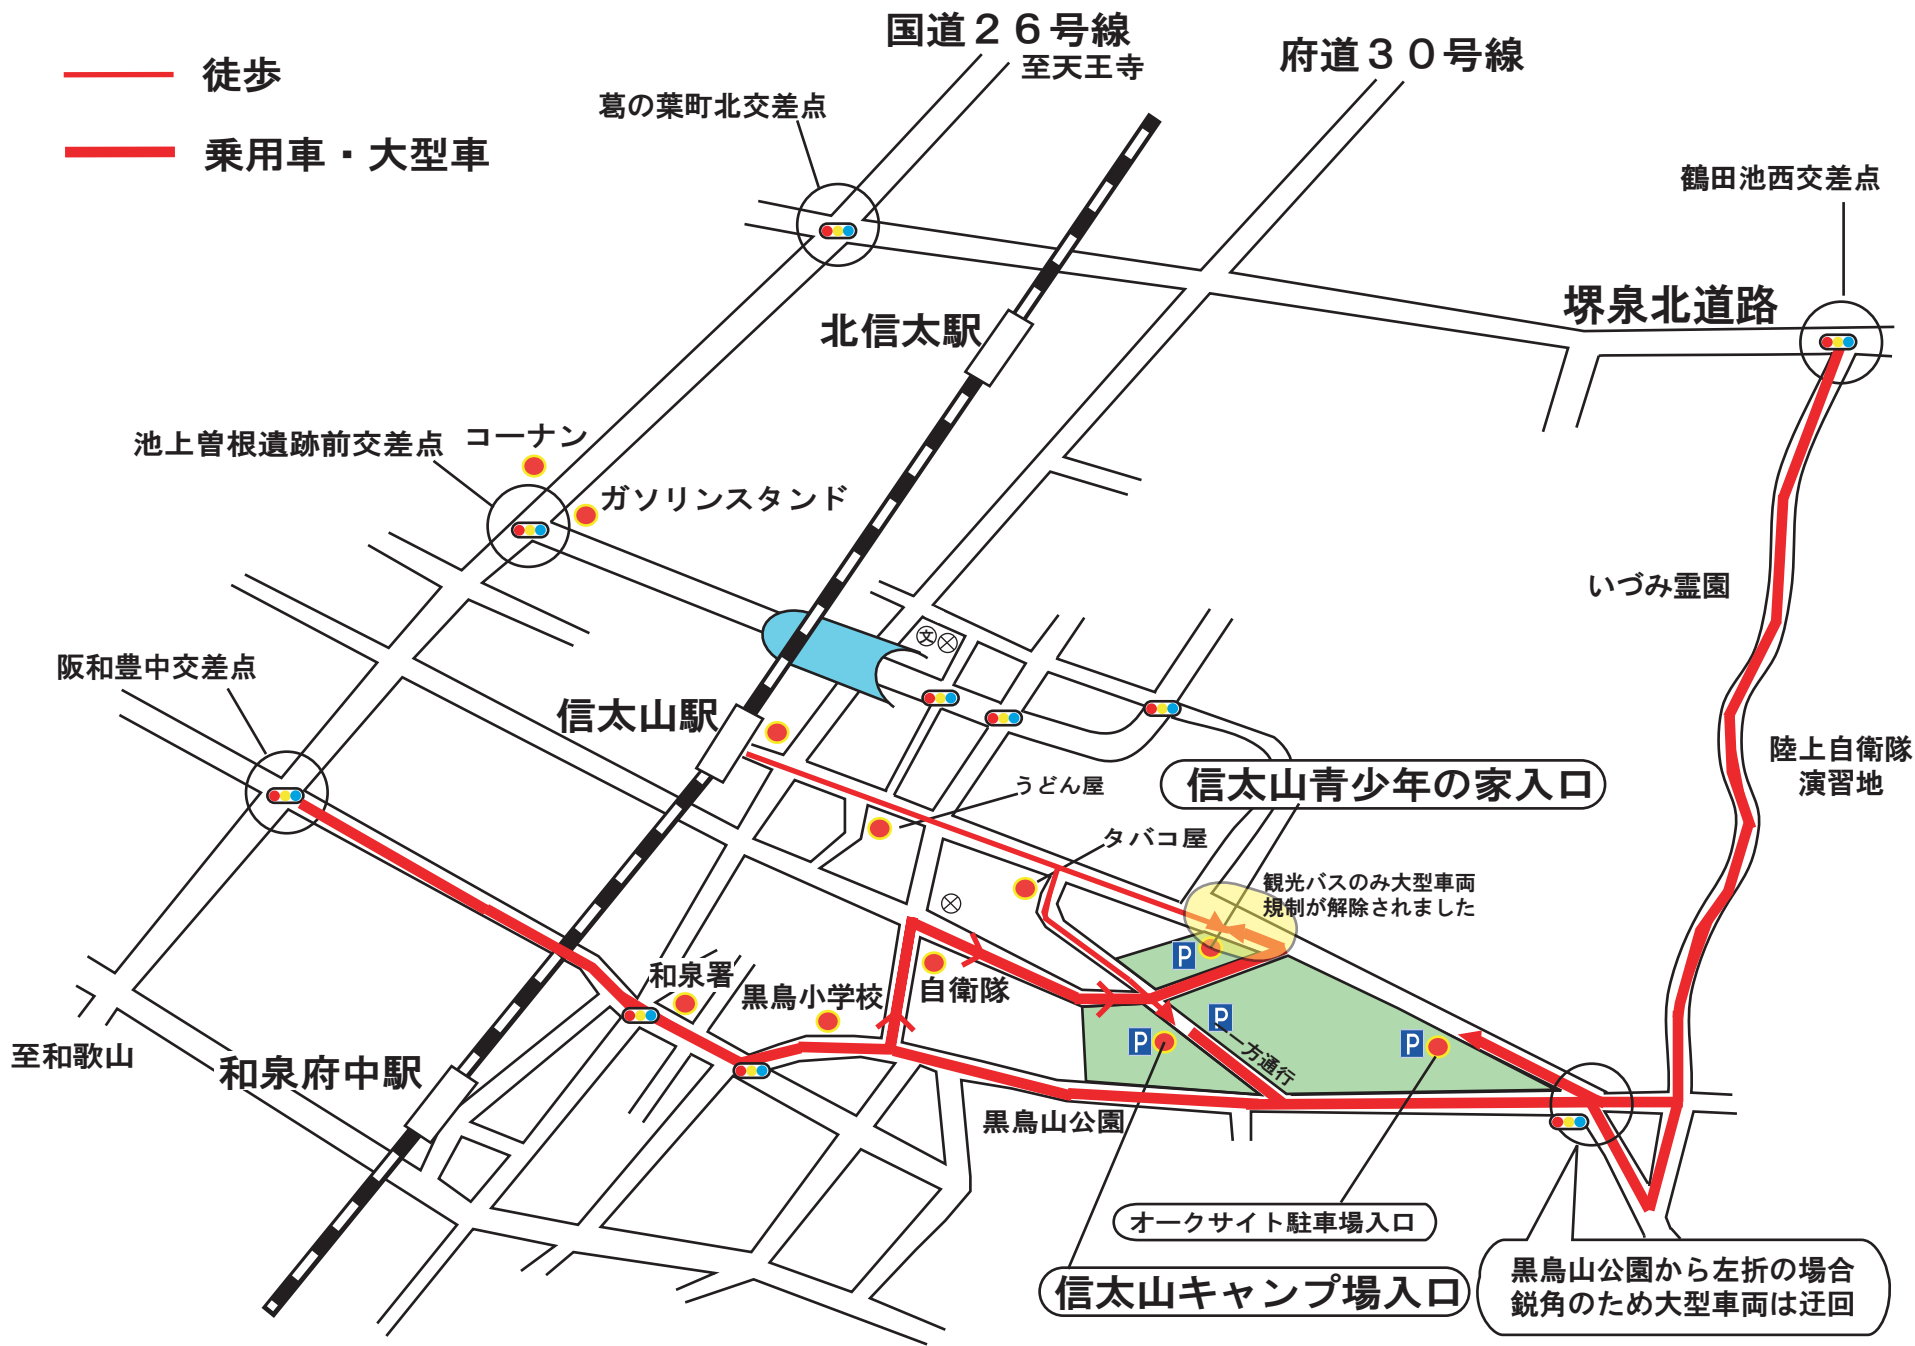 国道２６号線
至天王寺
府道３０号線
徒歩
葛の葉町北交差点
乗用車・大型車
鶴田池西交差点
堺泉北道路
北信太駅
池上曽根遺跡前交差点
コーナン
ガソリンスタンド
いづみ霊園
文
阪和豊中交差点
信太山駅
陸上自衛隊
演習地
信太山青少年の家入口
うどん屋
タバコ屋
観光バスのみ大型車両
規制が解除されました
P
和泉署
黒鳥小学校
自衛隊
P
P
P
一方通行
至和歌山
和泉府中駅
黒鳥山公園
オークサイト駐車場入口
信太山キャンプ場入口
黒鳥山公園から左折の場合
鋭角のため大型車両は迂回